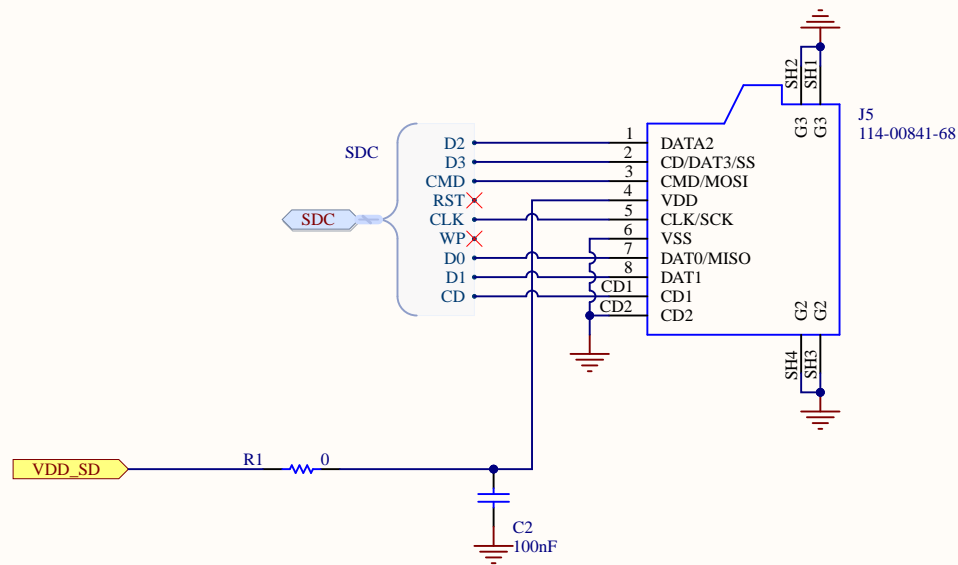 SH2
SH1
G3
G3
J5
114-00841-68
SDC
SDC
D2
D3
CMD
RST
CLK
WP
D0
D1
CD
1
2
3
4
5
6
7
8
CD1
CD2
DATA2
CD/DAT3/SS
CMD/MOSI
VDD
CLK/SCK
VSS
DAT0/MISO
DAT1
CD1
CD2
G2
G2
SH4
SH3
VDD_SD
R1
0
C2
100nF